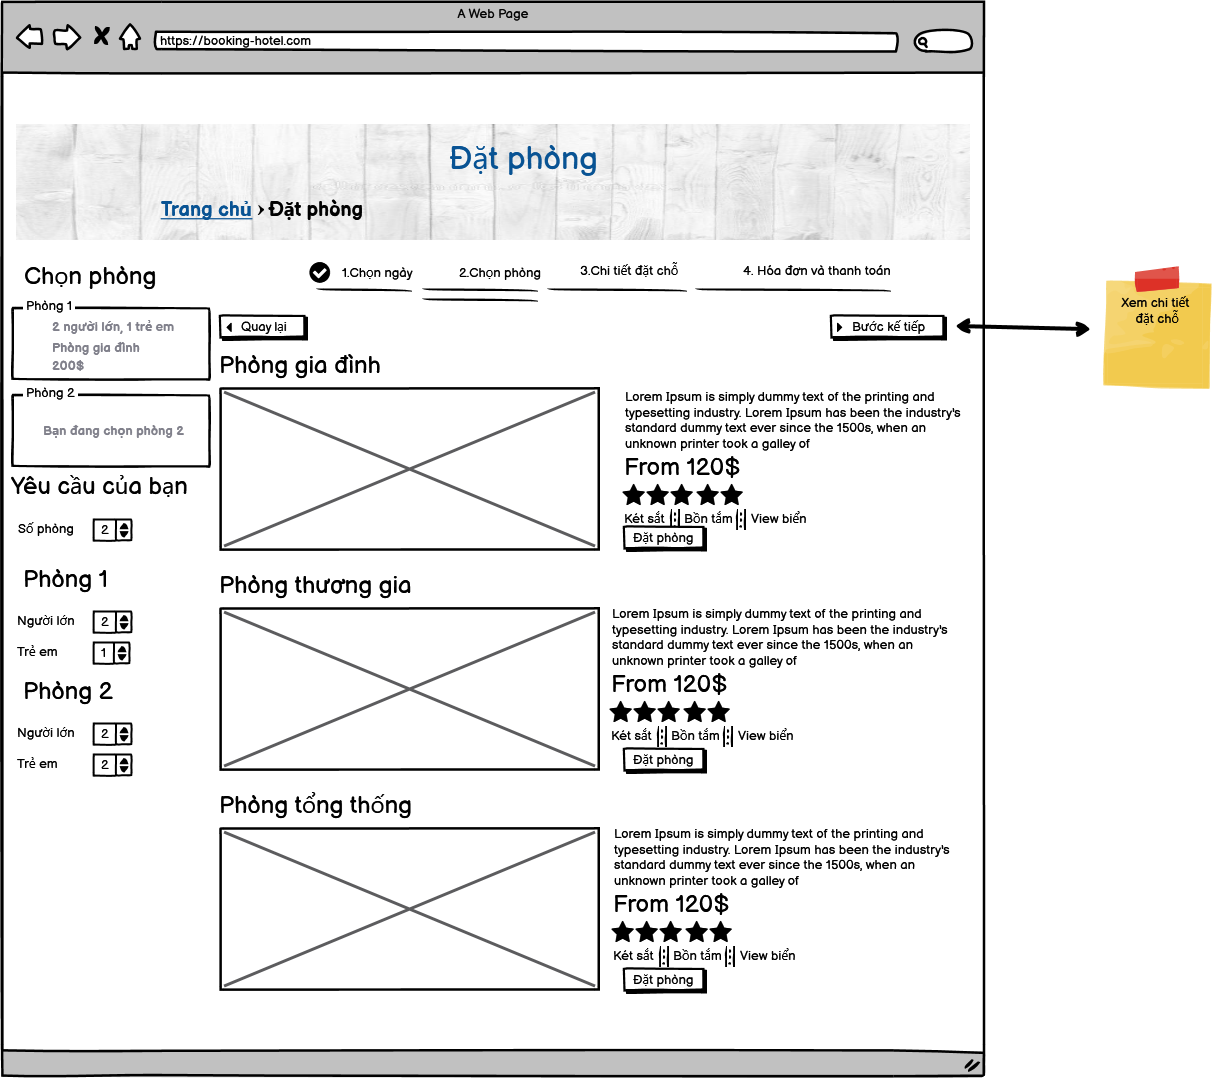 A Web Page
https://booking-hotel.com
Đặt phòng
Trang chủ › Đặt phòng
Chọn phòng
1.Chọn ngày
2.Chọn phòng
3.Chi tiết đặt chỗ
4. Hóa đơn và thanh toán
Phòng 1
2 người lớn, 1 trẻ em
Phòng gia đình
200$
Phòng 2
Bạn đang chọn phòng 2
Yêu cầu của bạn
Số phòng 2
Phòng 1
Người lớn 2
Trẻ em 1
Phòng 2
Người lớn 2
Trẻ em 2
Quay lại
Bước kế tiếp
Xem chi tiết
đặt chỗ
Phòng gia đình
Lorem Ipsum is simply dummy text of the printing and
typesetting industry. Lorem Ipsum has been the industry's
standard dummy text ever since the 1500s, when an
unknown printer took a galley of
From 120$
Két sắt Bồn tắm View biển
Đặt phòng
Phòng thương gia
Lorem Ipsum is simply dummy text of the printing and
typesetting industry. Lorem Ipsum has been the industry's
standard dummy text ever since the 1500s, when an
unknown printer took a galley of
From 120$
Két sắt Bồn tắm View biển
Đặt phòng
Phòng tổng thống
Lorem Ipsum is simply dummy text of the printing and
typesetting industry. Lorem Ipsum has been the industry's
standard dummy text ever since the 1500s, when an
unknown printer took a galley of
From 120$
Két sắt Bồn tắm View biển
Đặt phòng